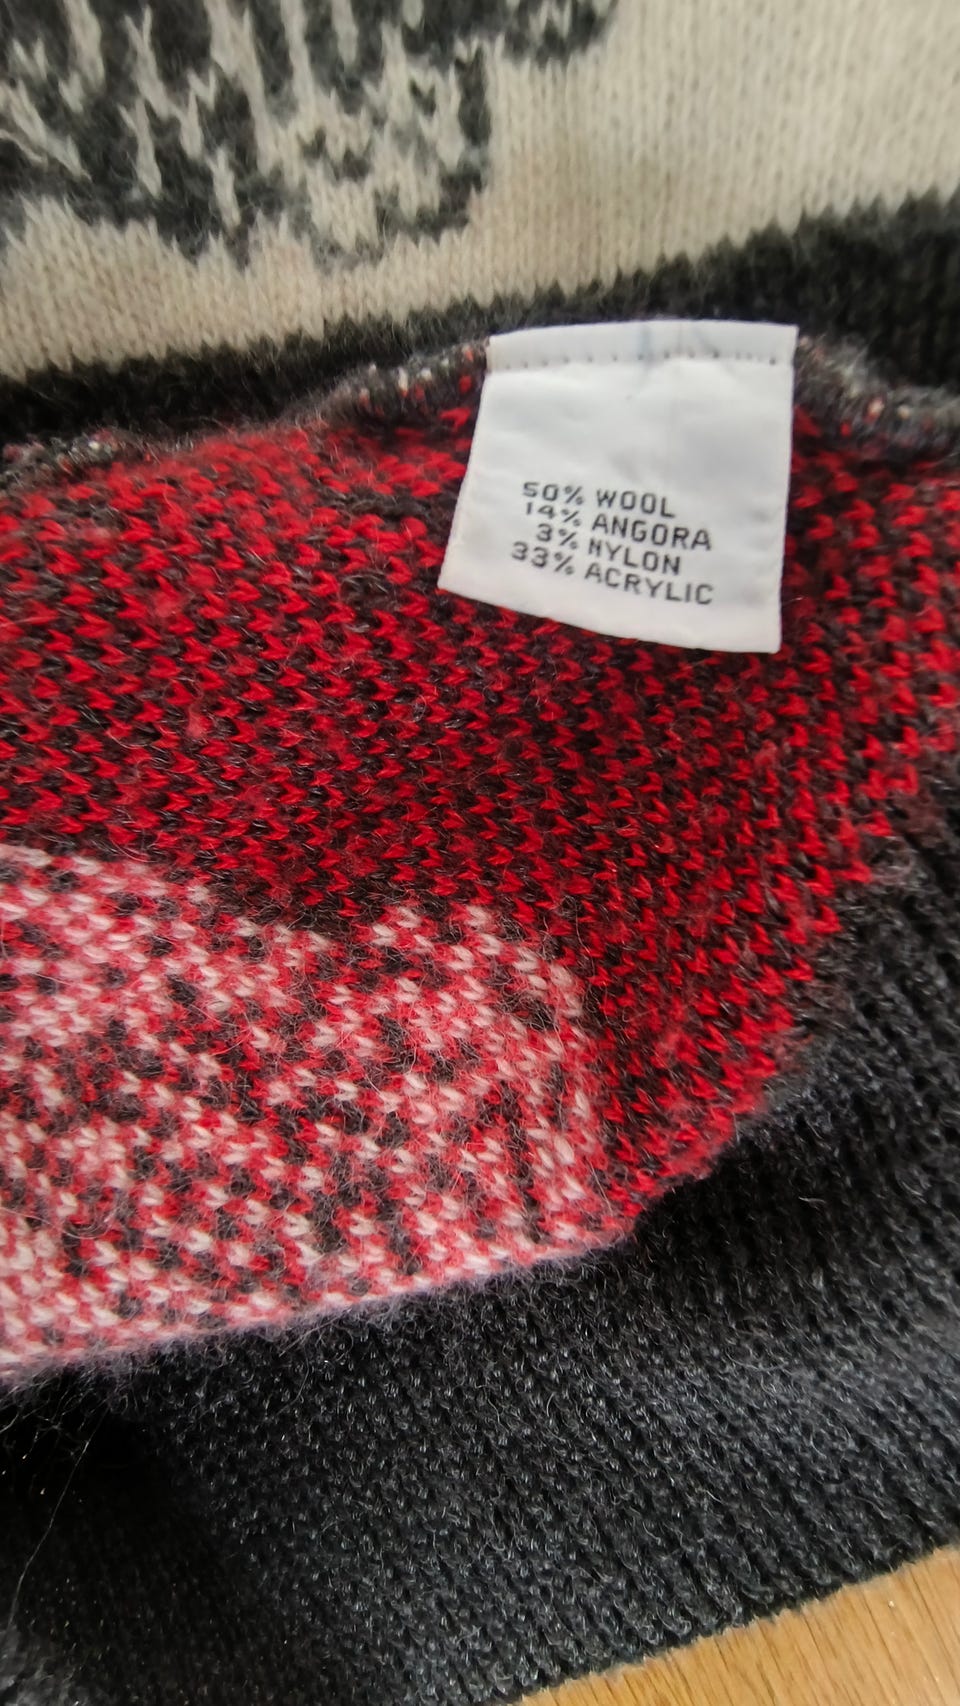 50% WOOL
14% ANGORA
3% NYLON
33% ACRYLIC